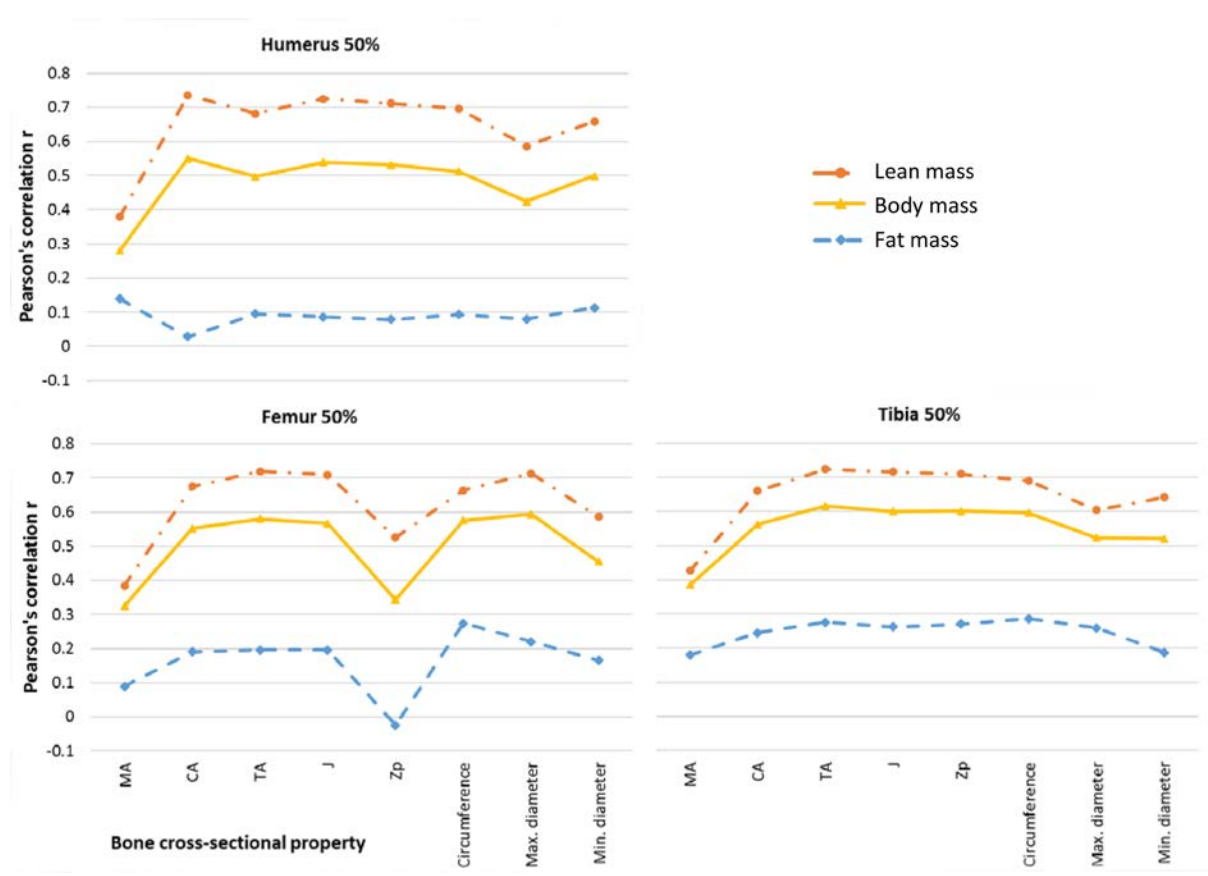 Humerus 50%
Pearson's correlation r
0.8
0.7
0.6
0.5
0.4
0.3
0.2
0.1
0
-0.1
Lean mass
Body mass
Fat mass
Femur 50%
Pearson's correlation r
0.8
0.7
0.6
0.5
0.4
0.3
0.2
0.1
0
-0.1
MA
CA
TA
J
Zp
Circumference
Max. diameter
Min. diameter
Bone cross-sectional property
Tibia 50%
MA
CA
TA
J
Zp
Circumference
Max. diameter
Min. diameter